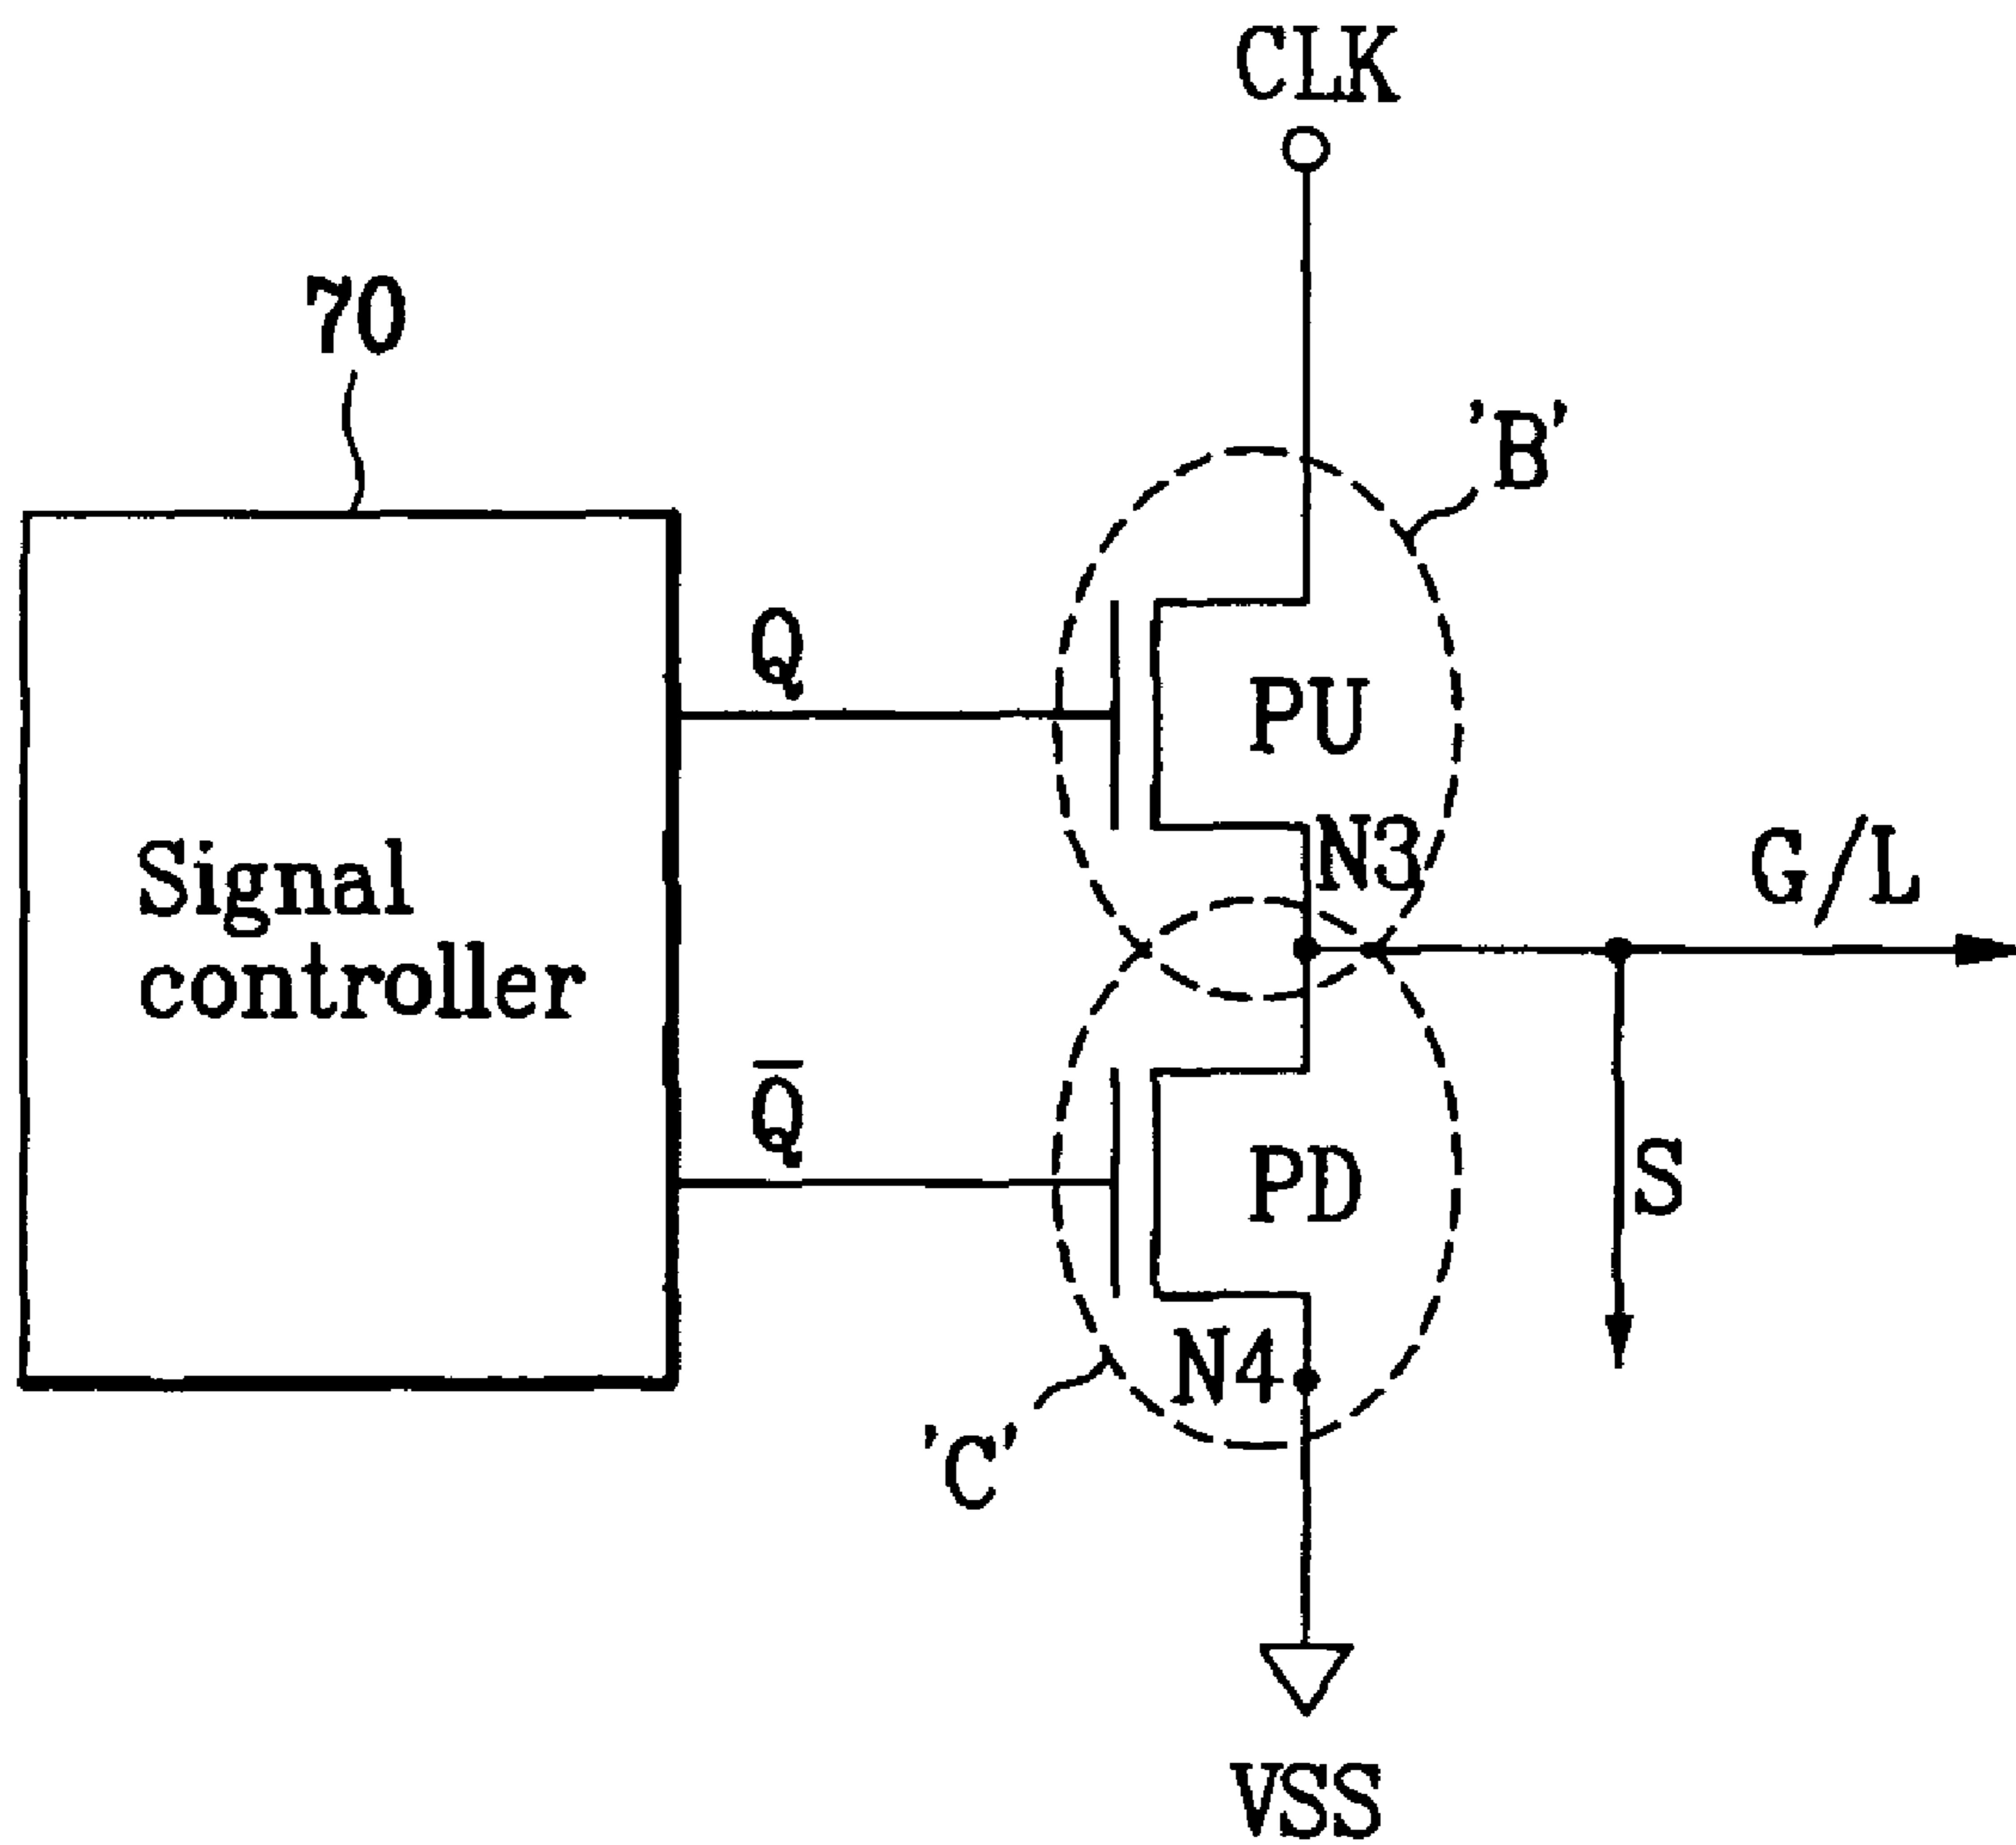 CLK
70
'B'
Q
PU
N3
G/L
Signal
controller
Q̅
PD
S
N4
'C'
VSS